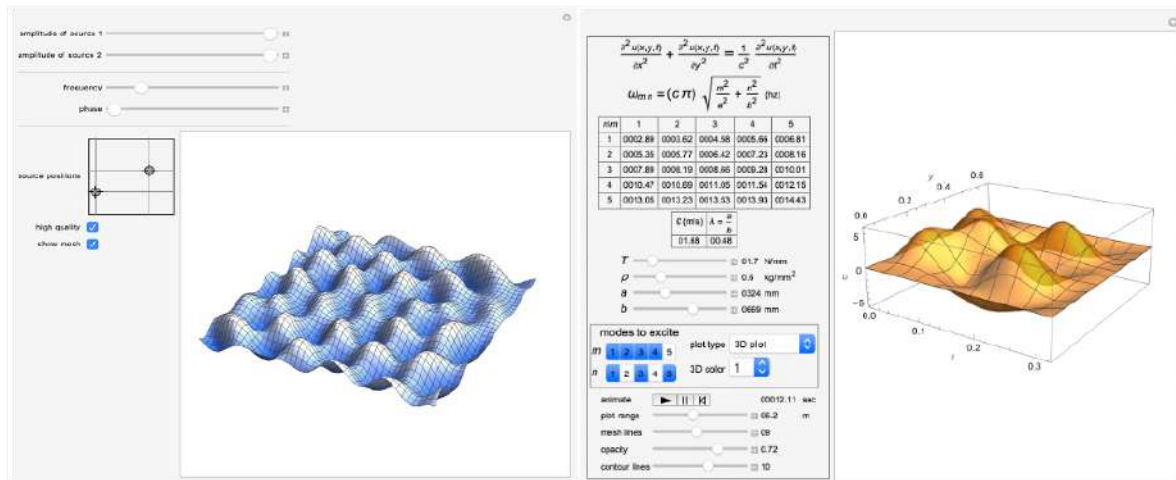 amplitude of source 1
amplitude of source 2
frequency
phase
source positions
high quality
show mesh
∂²u(x,y,t)/∂x² + ∂²u(x,y,t)/∂y² = 1/c² ∂²u(x,y,t)/∂t²
ω_mn = (c π) √(m²/a² + n²/b²) (hz)
n\m 1 2 3 4 5
1 0002.89 0003.62 0004.58 0005.66 0006.81
2 0005.35 0005.77 0006.42 0007.23 0008.16
3 0007.89 0008.19 0008.66 0009.28 0010.01
4 0010.47 0010.69 0011.05 0011.54 0012.15
5 0013.05 0013.23 0013.53 0013.93 0014.43
C (m/s) λ = a/b
01.88 00.48
T 01.7 N/mm
ρ 0.6 kg/mm²
a 0324 mm
b 0669 mm
modes to excite
m 1 2 3 4 5
n 1 2 3 4 5
plot type 3D plot
3D color 1
animate 00012.11 sec
plot range 06.2 m
mesh lines 09
opacity 0.72
contour lines 10
y
0.6
0.4
0.2
0.0
5
0
-5
0.0
0.1
0.2
0.3